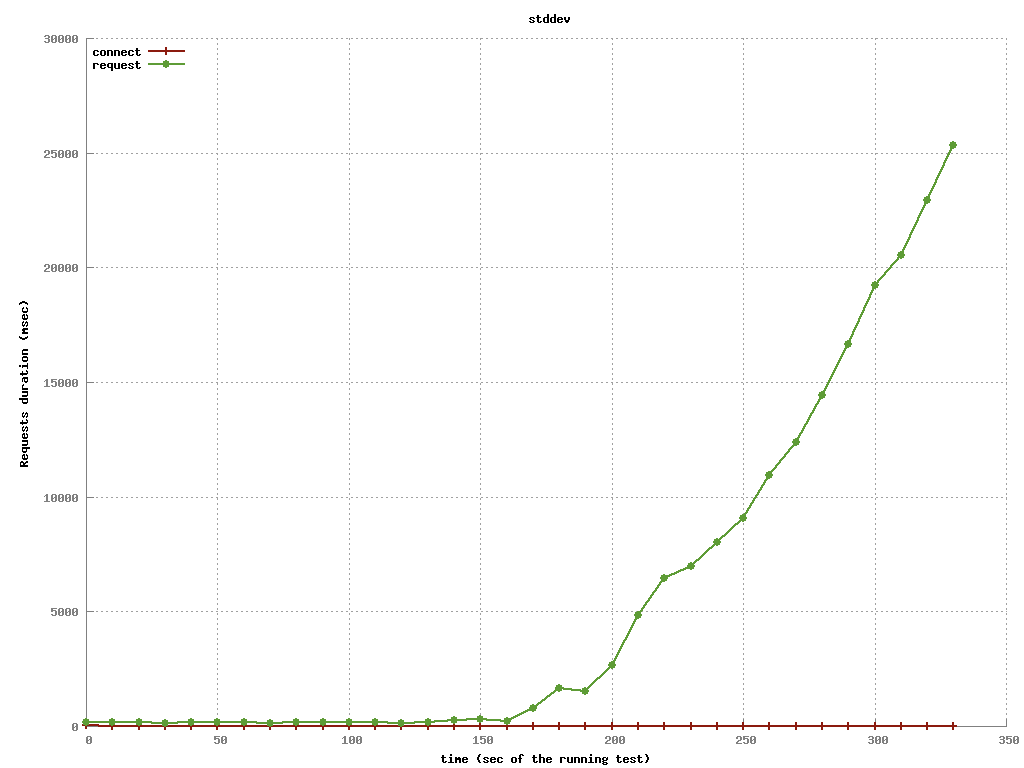 stddev
30000
connect
request
25000
20000
Requests duration (msec)
15000
10000
5000
0
0 50 100 150 200 250 300 350
time (sec of the running test)